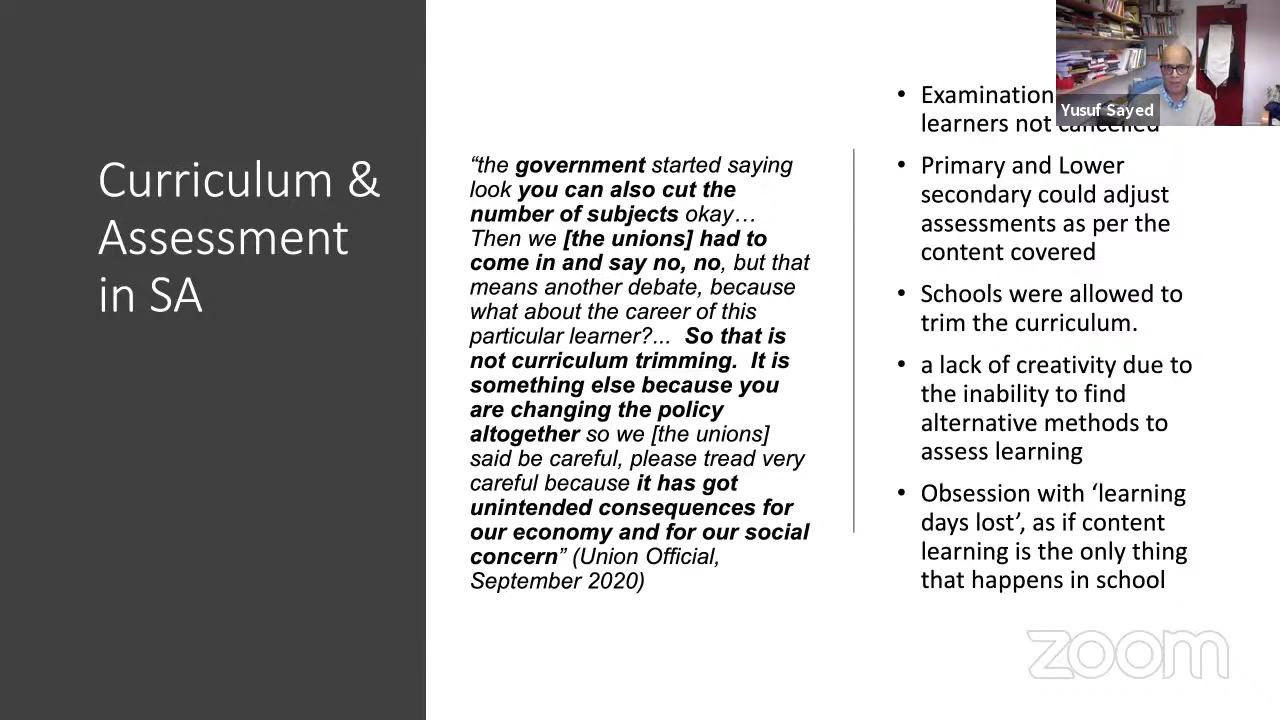 Curriculum &
Assessment
in SA
“the government started saying
look you can also cut the
number of subjects okay…
Then we [the unions] had to
come in and say no, no, but that
means another debate, because
what about the career of this
particular learner?... So that is
not curriculum trimming. It is
something else because you
are changing the policy
altogether so we [the unions]
said be careful, please tread very
careful because it has got
unintended consequences for
our economy and for our social
concern” (Union Official,
September 2020)
• Examination
learners not cancelled
• Primary and Lower
secondary could adjust
assessments as per the
content covered
• Schools were allowed to
trim the curriculum.
• a lack of creativity due to
the inability to find
alternative methods to
assess learning
• Obsession with ‘learning
days lost’, as if content
learning is the only thing
that happens in school
Yusuf Sayed
zoom